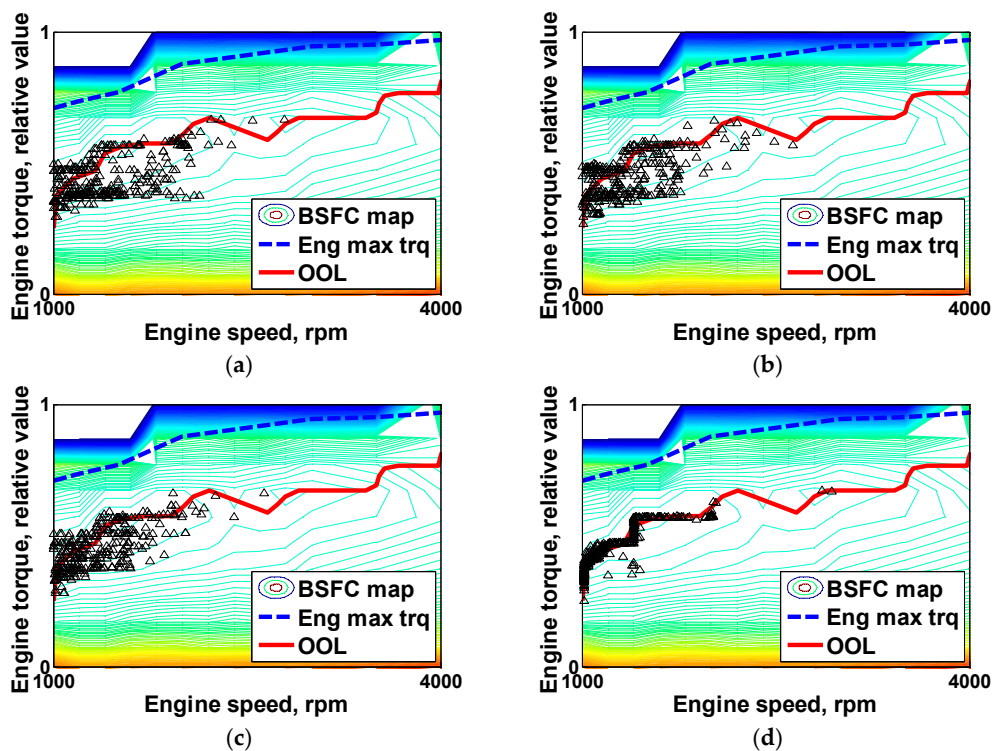 1
Engine torque, relative value
BSFC map
Eng max trq
OOL
0
1000
4000
Engine speed, rpm
(a)
1
Engine torque, relative value
BSFC map
Eng max trq
OOL
0
1000
4000
Engine speed, rpm
(b)
1
Engine torque, relative value
BSFC map
Eng max trq
OOL
0
1000
4000
Engine speed, rpm
(c)
1
Engine torque, relative value
BSFC map
Eng max trq
OOL
0
1000
4000
Engine speed, rpm
(d)